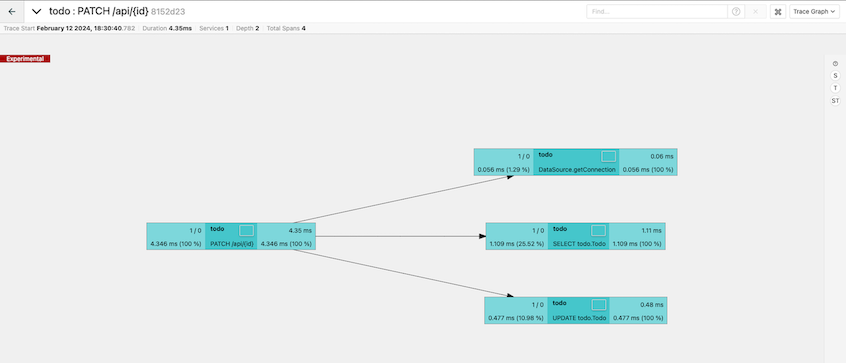 todo : PATCH /api/{id} 8152d23
Find...
Trace Graph
Trace Start February 12 2024, 18:30:40.782 Duration 4.35ms Services 1 Depth 2 Total Spans 4
Experimental
S
T
ST
1 / 0 todo 0.06 ms
0.056 ms (1.29 %) DataSource.getConnection 0.056 ms (100 %)
1 / 0 todo 4.35 ms
4.346 ms (100 %) PATCH /api/{id} 4.346 ms (100 %)
1 / 0 todo 1.11 ms
1.109 ms (25.52 %) SELECT todo.Todo 1.109 ms (100 %)
1 / 0 todo 0.48 ms
0.477 ms (10.98 %) UPDATE todo.Todo 0.477 ms (100 %)